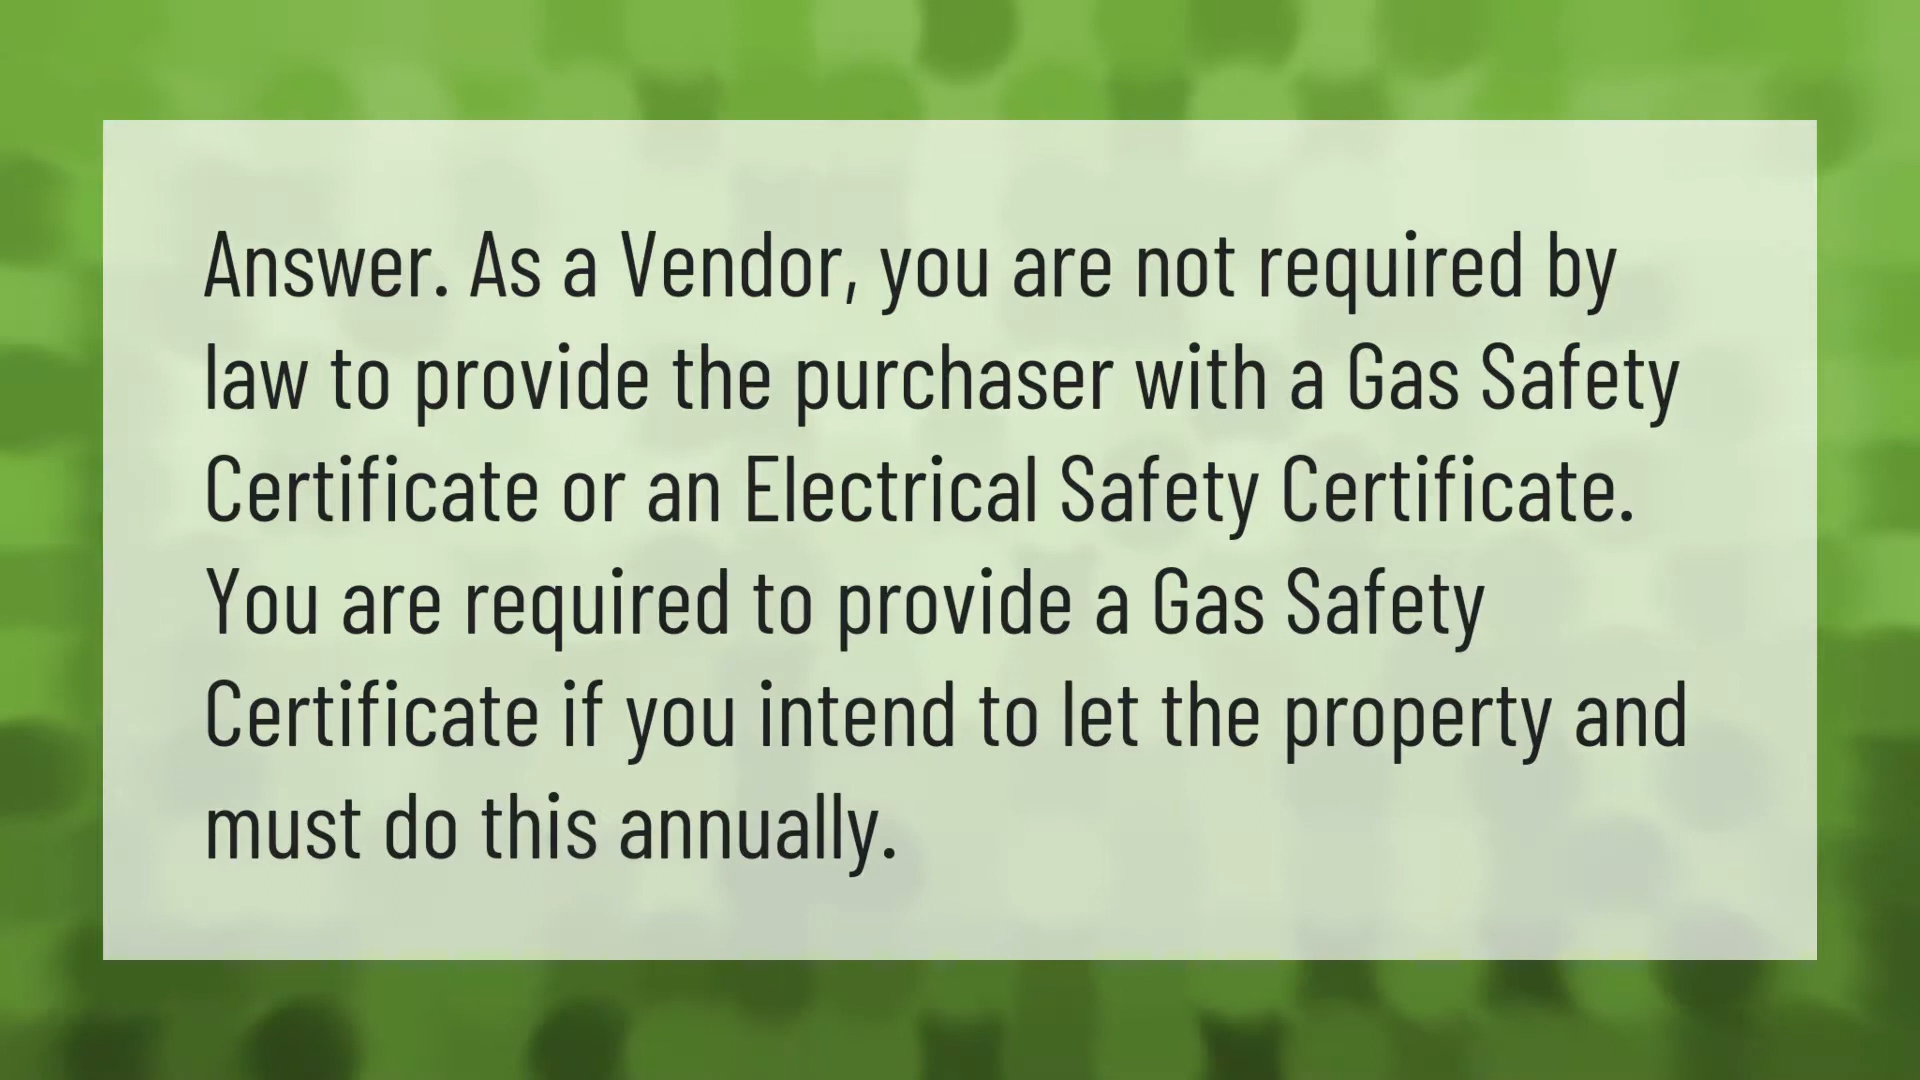 Answer. As a Vendor, you are not required by
law to provide the purchaser with a Gas Safety
Certificate or an Electrical Safety Certificate.
You are required to provide a Gas Safety
Certificate if you intend to let the property and
must do this annually.